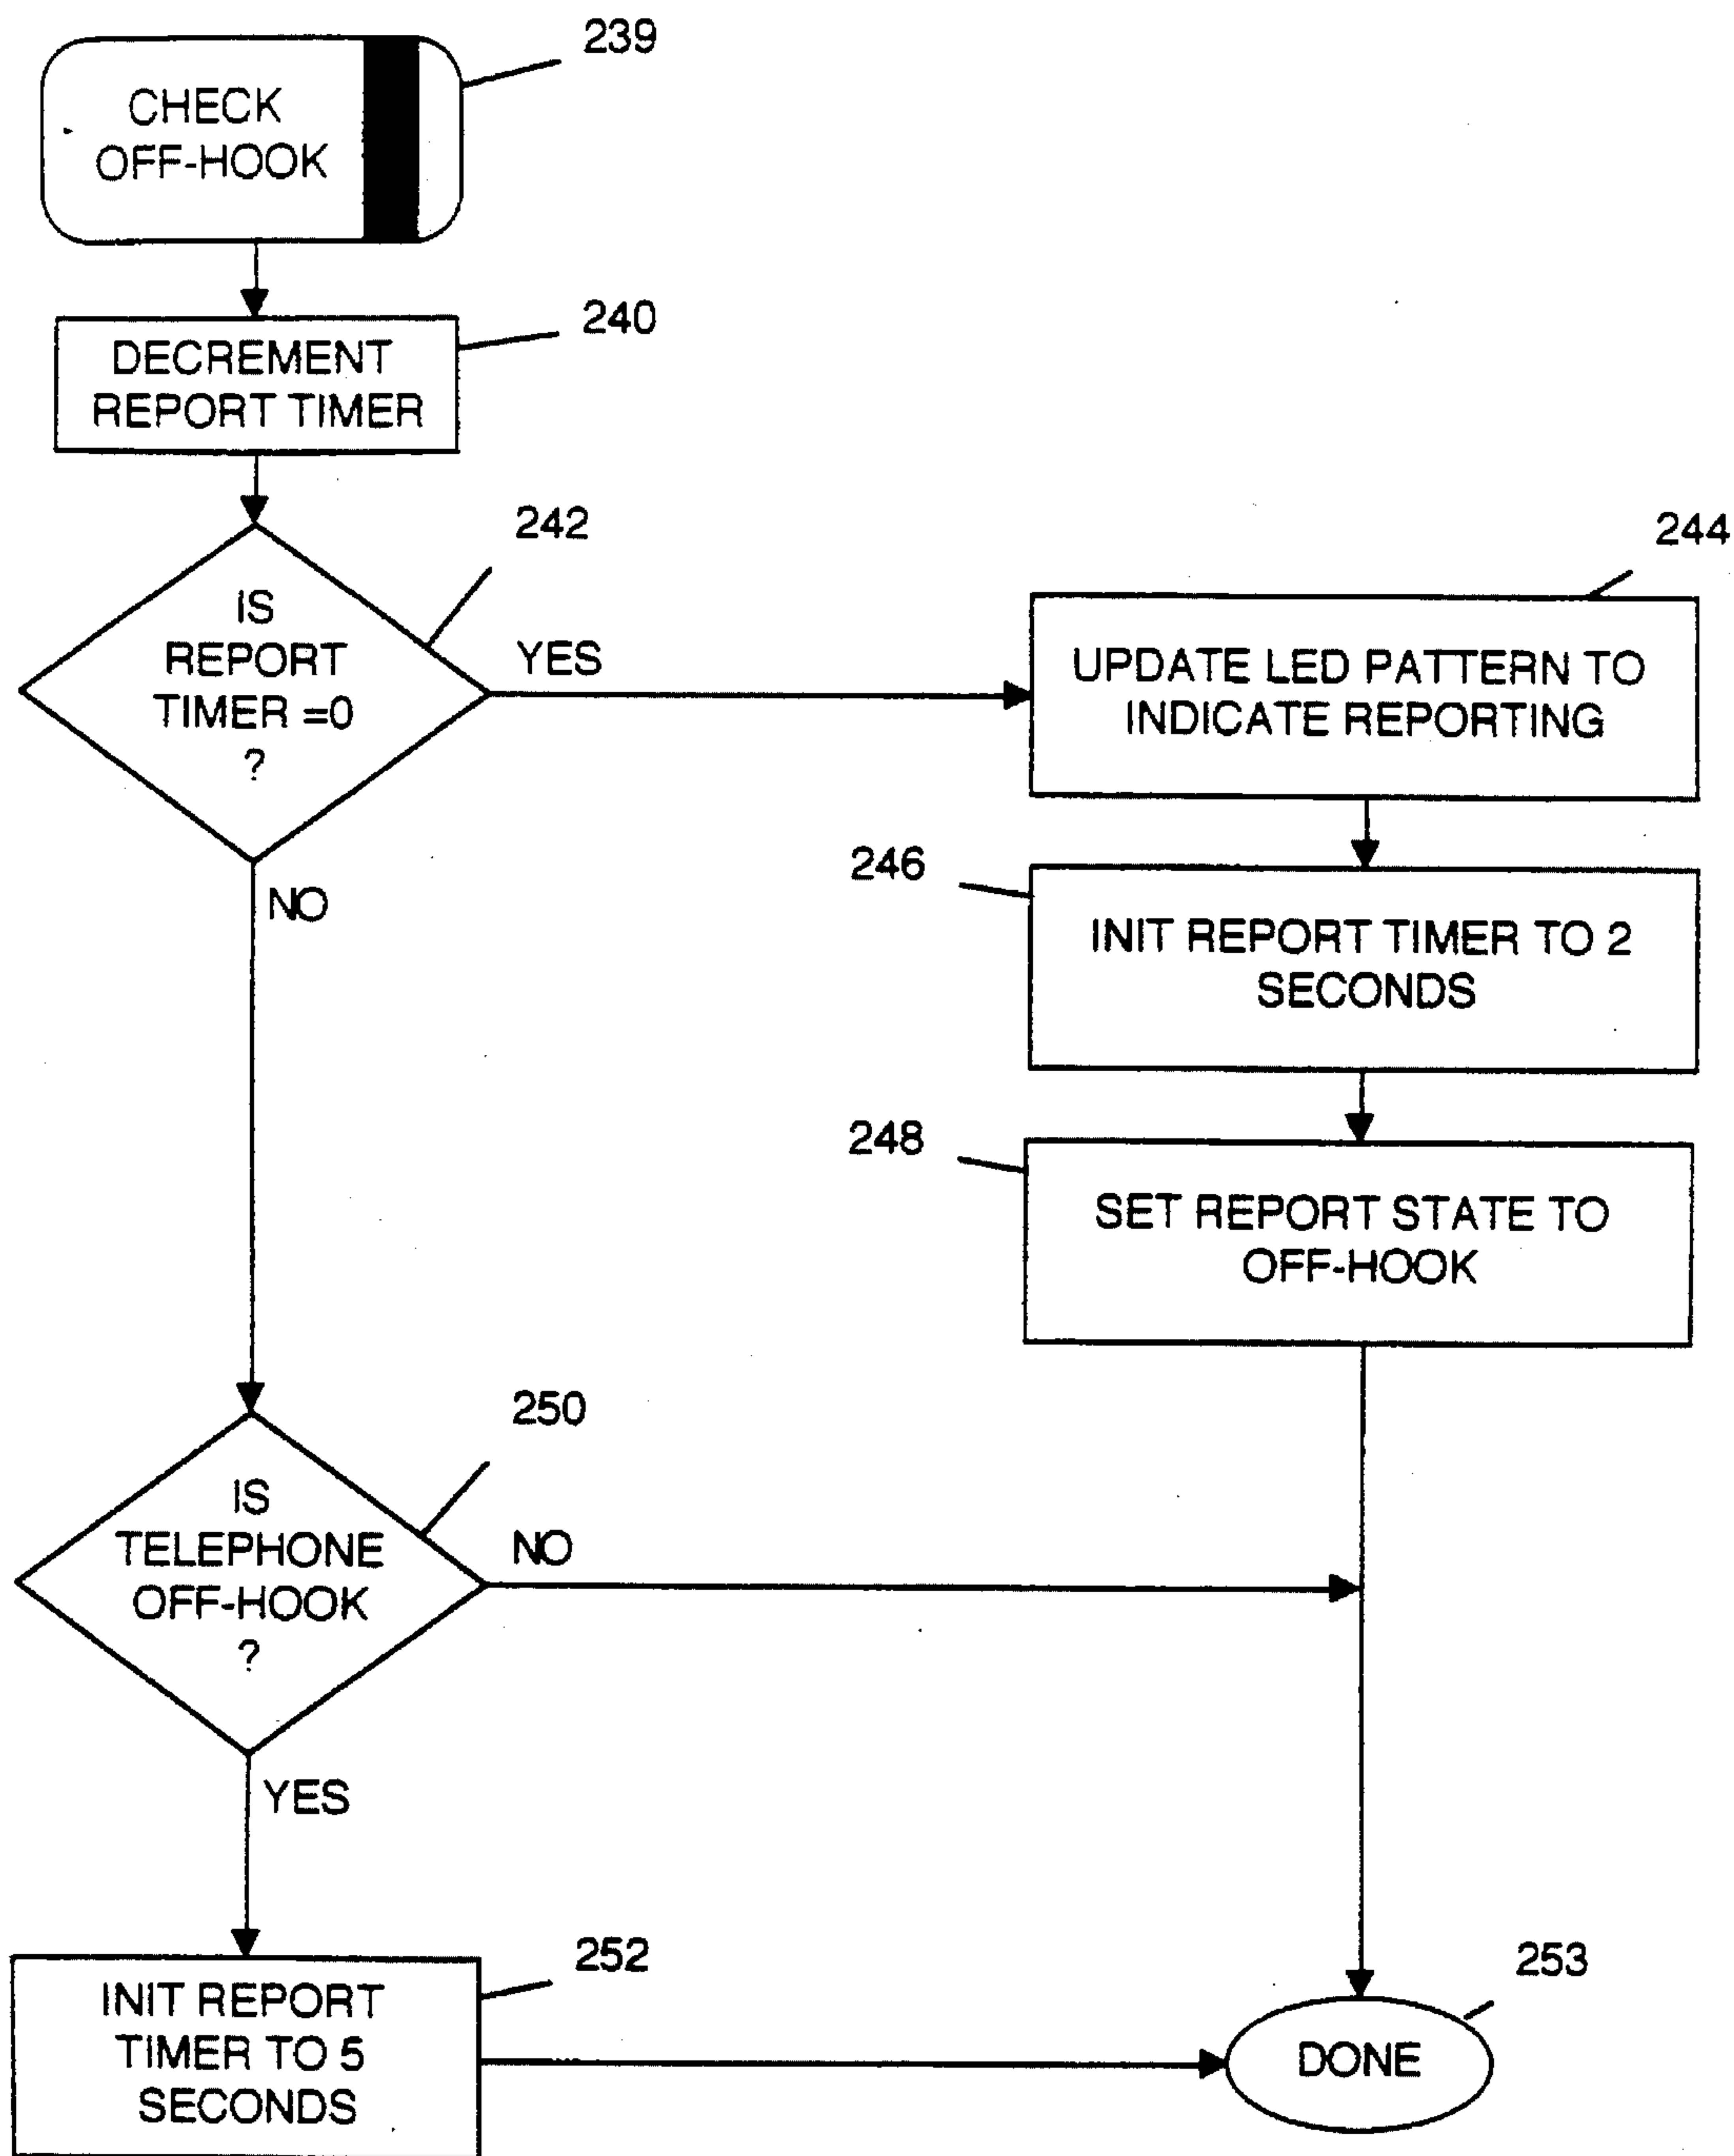 239
CHECK
OFF-HOOK
240
DECREMENT
REPORT TIMER
242
IS
REPORT
TIMER =0
?
YES
NO
244
UPDATE LED PATTERN TO
INDICATE REPORTING
246
INIT REPORT TIMER TO 2
SECONDS
248
SET REPORT STATE TO
OFF-HOOK
250
IS
TELEPHONE
OFF-HOOK
?
NO
YES
252
INIT REPORT
TIMER TO 5
SECONDS
253
DONE